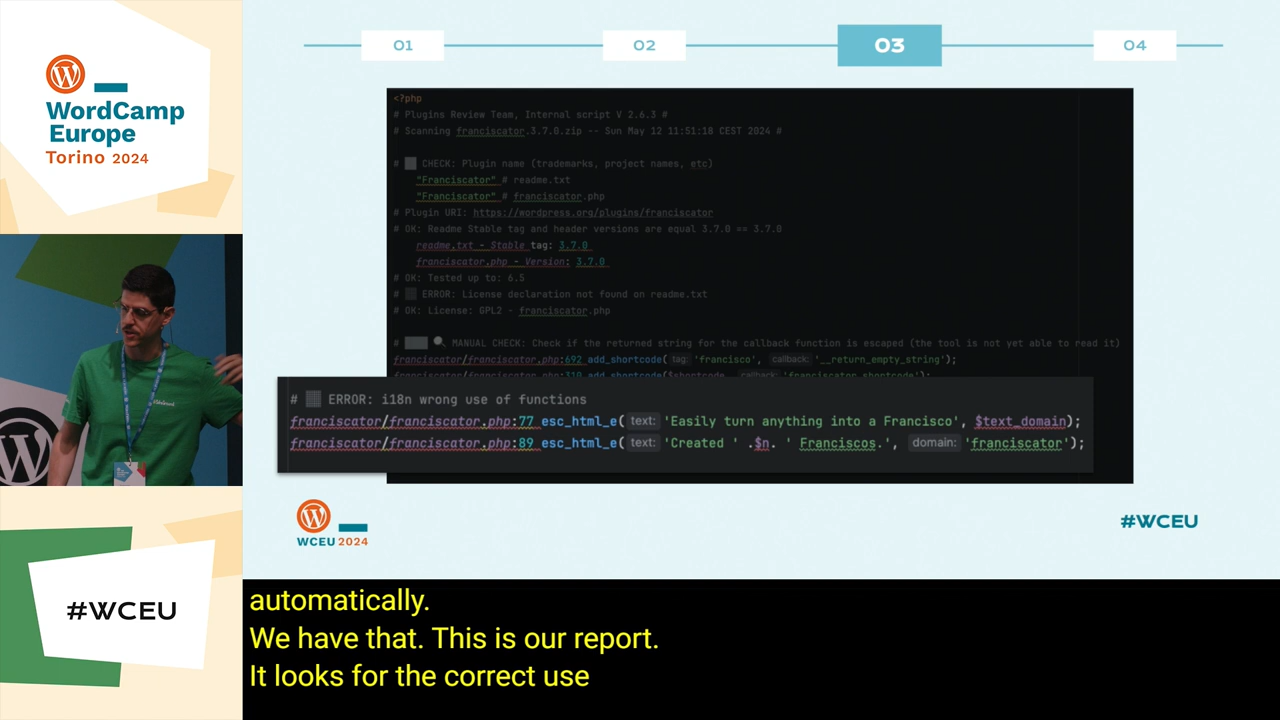 WordCamp
Europe
Torino 2024
#WCEU
01
02
03
04
<?php
# Plugins Review Team, Internal script V 2.6.3 #
# Scanning franciscator.3.7.0.zip -- Sun May 12 11:51:18 CEST 2024 #
# CHECK: Plugin name (trademarks, project names, etc)
"Franciscator" # readme.txt
"Franciscator" # franciscator.php
# Plugin URI: https://wordpress.org/plugins/franciscator
# OK: Readme Stable tag and header versions are equal 3.7.0 == 3.7.0
readme.txt - Stable tag: 3.7.0
franciscator.php - Version: 3.7.0
# OK: Tested up to: 6.5
# ERROR: License declaration not found on readme.txt
# OK: License: GPL2 - franciscator.php
# MANUAL CHECK: Check if the returned string for the callback function is escaped (the tool is not yet able to read it)
franciscator/franciscator.php:692 add_shortcode( tag: 'francisco', callback: '__return_empty_string');
franciscator/franciscator.php:310 add_shortcode($shortcode, callback: 'franciscator_shortcode');
# ERROR: i18n wrong use of functions
franciscator/franciscator.php:77 esc_html_e( text: 'Easily turn anything into a Francisco', $text_domain);
franciscator/franciscator.php:89 esc_html_e( text: 'Created ' .$n. ' Franciscos.', domain: 'franciscator');
WCEU 2024
#WCEU
automatically.
We have that. This is our report.
It looks for the correct use